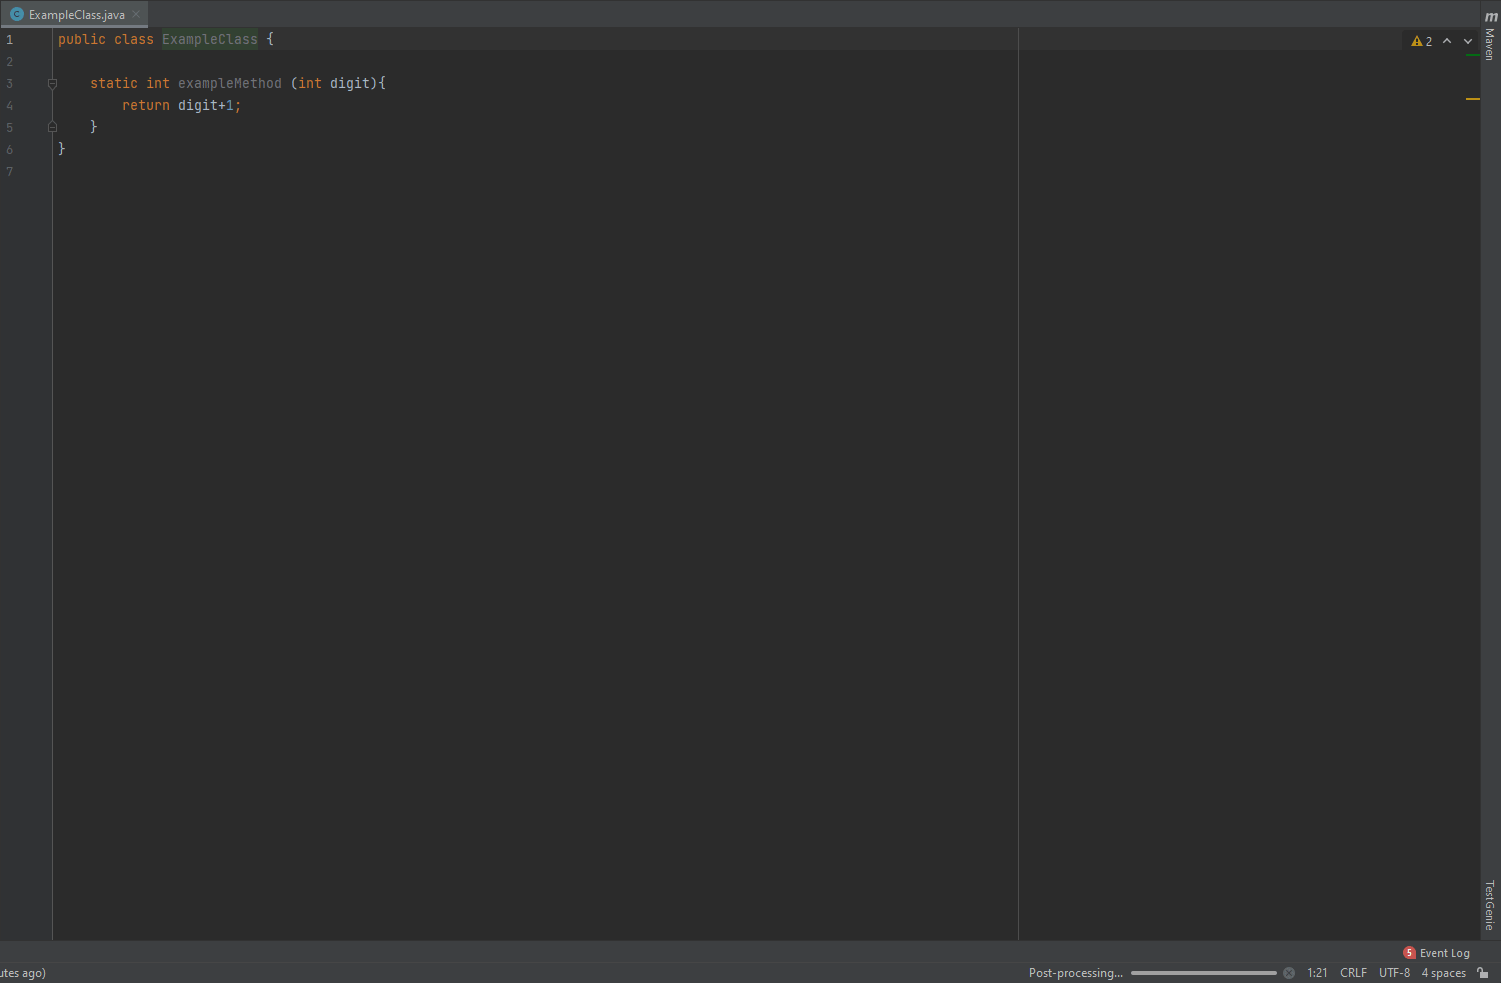 ExampleClass.java
m
Maven
1 public class ExampleClass {
2
3 static int exampleMethod (int digit){
4 return digit+1;
5 }
6 }
7
2
TestGenie
5 Event Log
utes ago)
Post-processing... 1:21 CRLF UTF-8 4 spaces